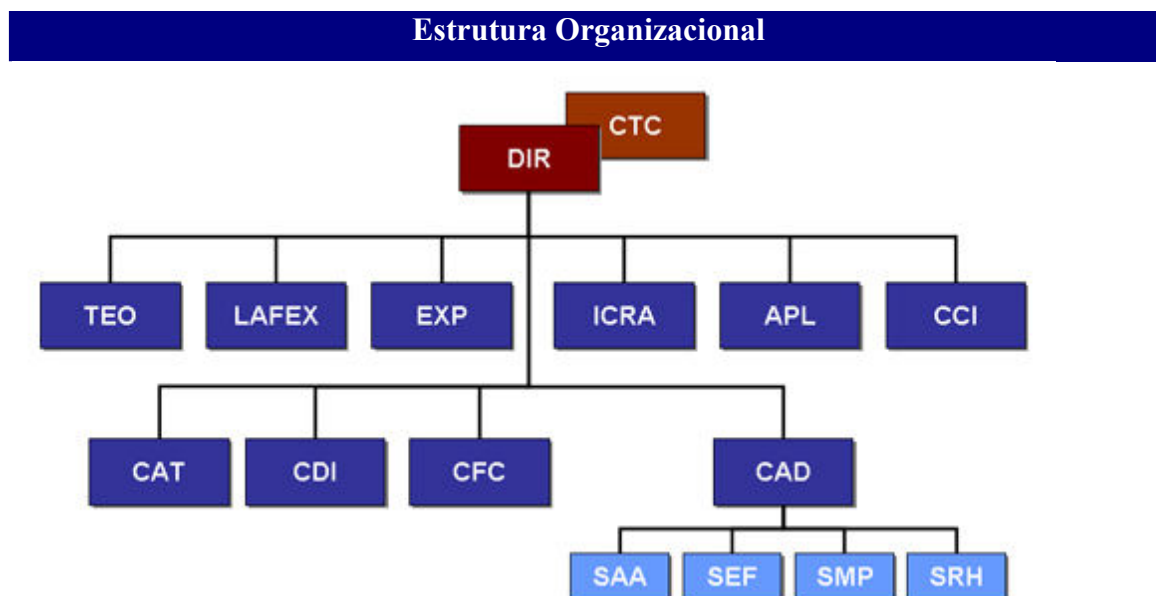 Estrutura Organizacional
CTC
DIR
TEO LAFEX EXP ICRA APL CCI
CAT CDI CFC CAD
SAA SEF SMP SRH